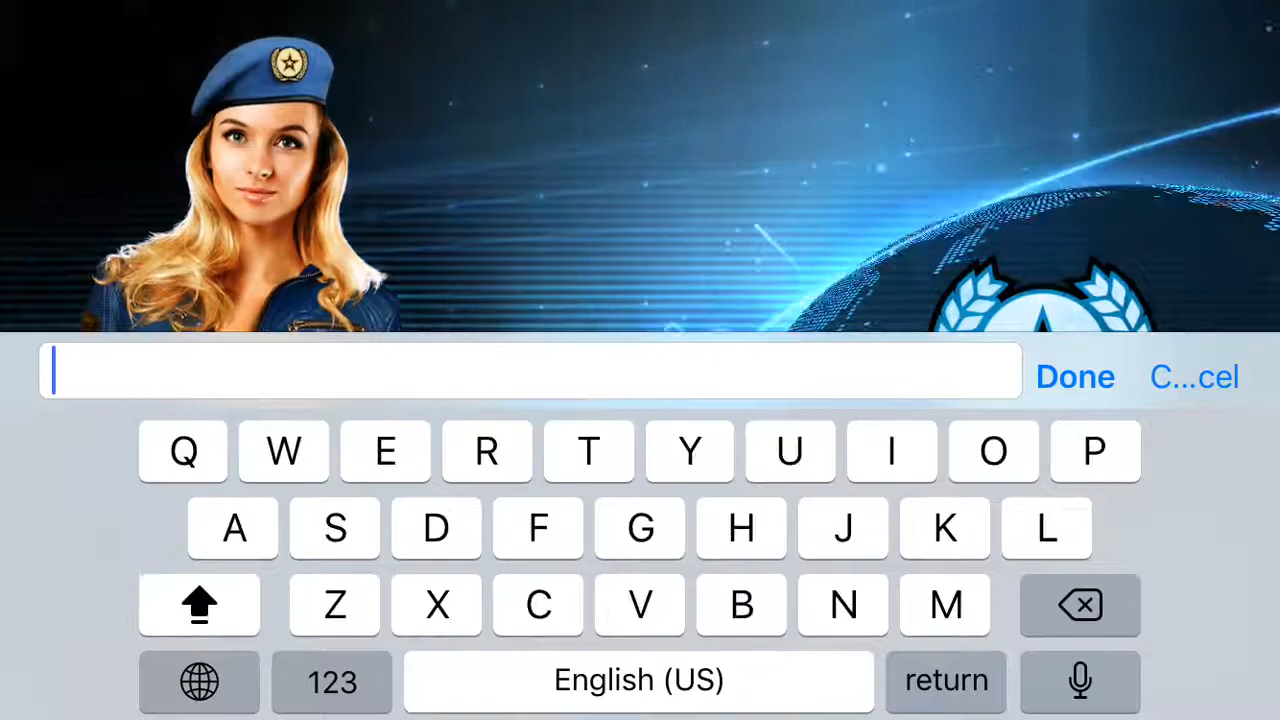 Done C...cel
Q W E R T Y U I O P
A S D F G H J K L
Z X C V B N M
123 English (US) return